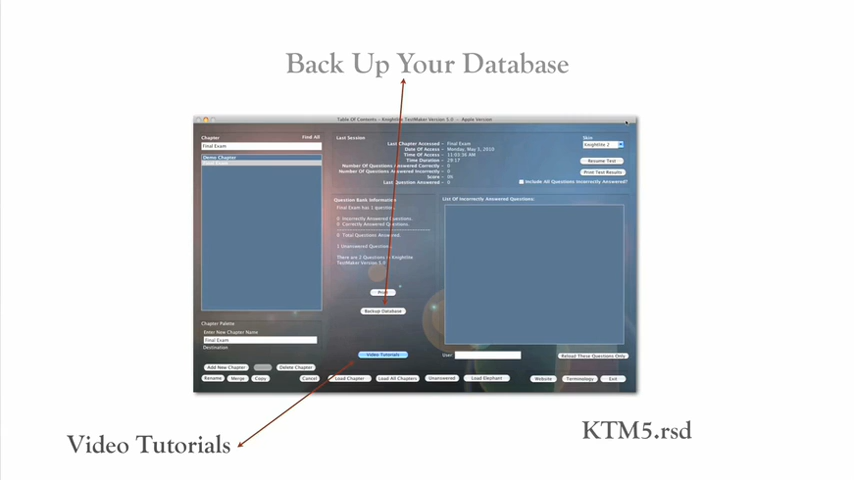 Back Up Your Database
Table Of Contents - Knightlite TestMaker Version 5.0 - Apple Version
Chapter
Find All
Final Exam
Demo Chapter
Last Session
Last Chapter Accessed - Final Exam
Date Of Access - Monday, May 3, 2010
Time Of Access - 11:03:36 AM
Time Duration - 29:17
Number Of Questions Answered Correctly - 0
Number Of Questions Answered Incorrectly - 0
Score - 0%
Last Question Answered - 0
Skin
Knightlite 2
Resume Test
Print Test Results
Include All Questions Incorrectly Answered?
Question Bank Information
Final Exam has 1 question.
0 Incorrectly Answered Questions.
0 Correctly Answered Questions.
0 Total Questions Answered.
1 Unanswered Questions.
There are 2 Questions in Knightlite
TestMaker Version 5.0
List Of Incorrectly Answered Questions:
Print
Backup Database
Chapter Palette
Enter New Chapter Name
Final Exam
Destination
Video Tutorials
User
Reload These Questions Only
Add New Chapter
Delete Chapter
Rename
Merge
Copy
Cancel
Load Chapter
Load All Chapters
Unanswered
Load Elephant
Website
Terminology
Exit
Video Tutorials
KTM5.rsd